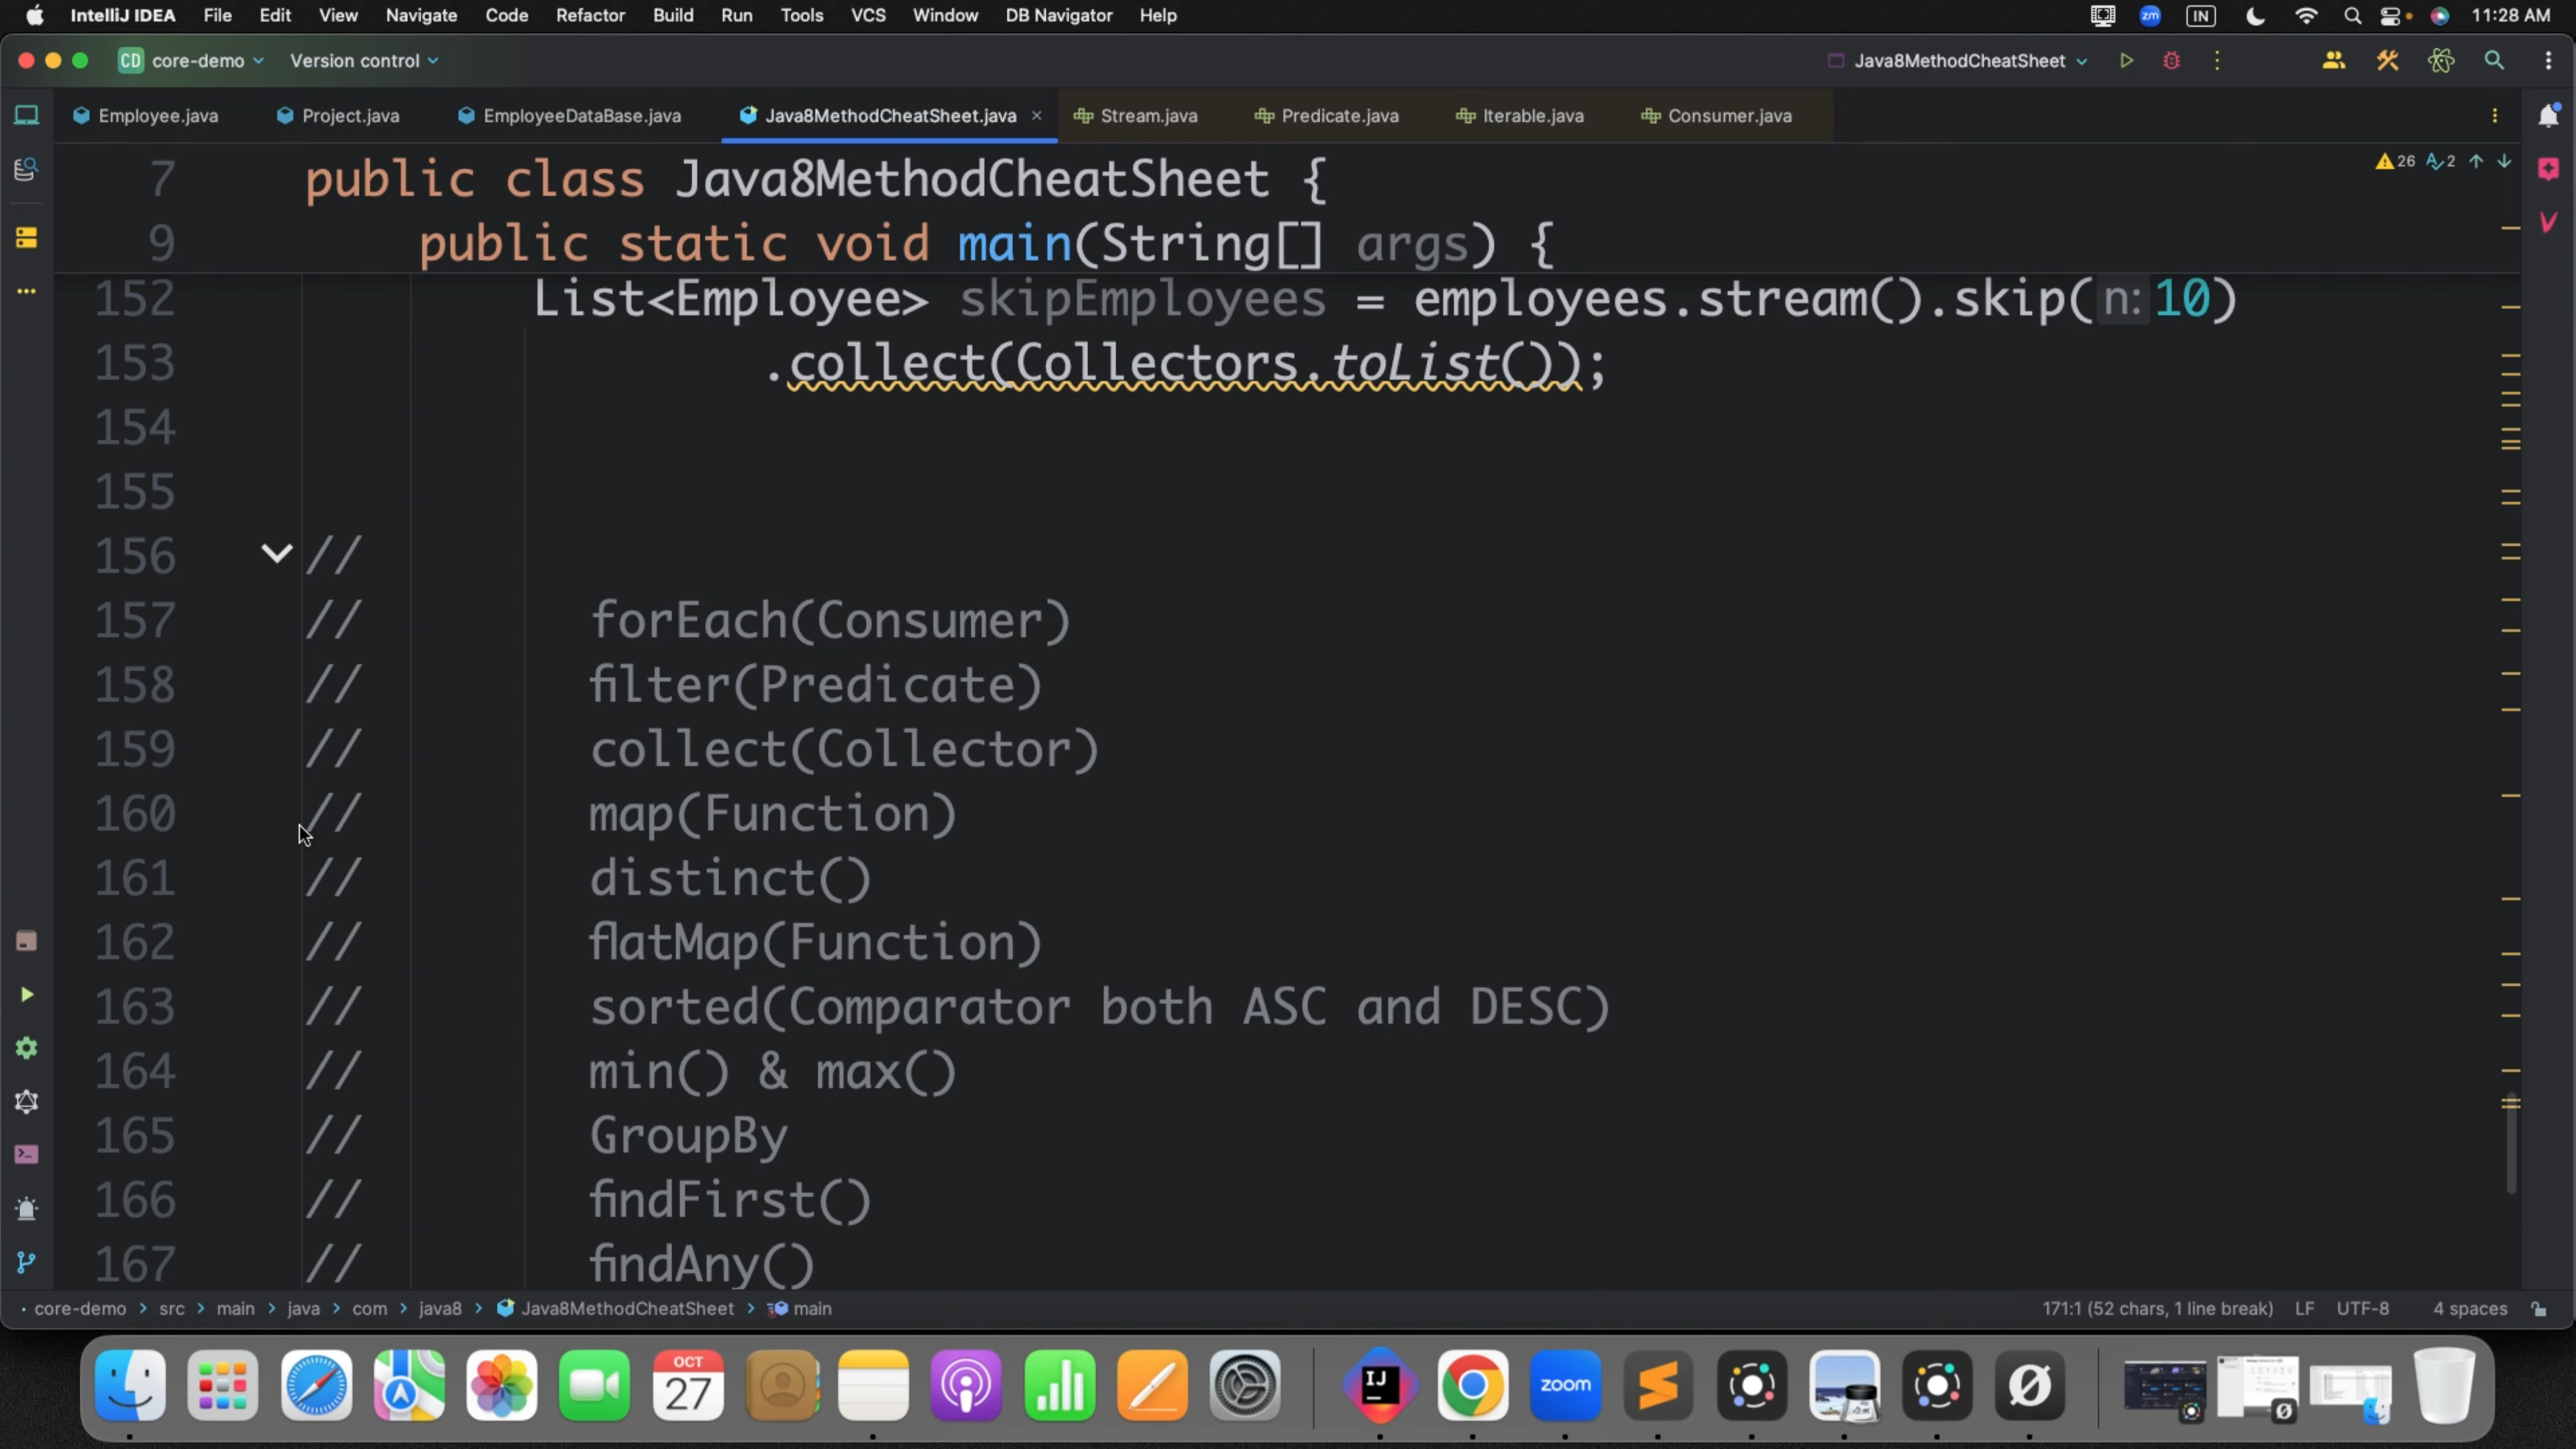 IntelliJ IDEA File Edit View Navigate Code Refactor Build Run Tools VCS Window DB Navigator Help zm IN 11:28 AM
CD core-demo Version control Java8MethodCheatSheet
Employee.java Project.java EmployeeDataBase.java Java8MethodCheatSheet.java × Stream.java Predicate.java Iterable.java Consumer.java
7 public class Java8MethodCheatSheet {
26 2
9 public static void main(String[] args) {
152 List<Employee> skipEmployees = employees.stream().skip( n: 10)
153 .collect(Collectors.toList());
154
155
156 //
157 // forEach(Consumer)
158 // filter(Predicate)
159 // collect(Collector)
160 // map(Function)
161 // distinct()
162 // flatMap(Function)
163 // sorted(Comparator both ASC and DESC)
164 // min() & max()
165 // GroupBy
166 // findFirst()
167 // findAny()
core-demo > src > main > java > com > java8 > Java8MethodCheatSheet > main 171:1 (52 chars, 1 line break) LF UTF-8 4 spaces
OCT
27
IJ
zoom